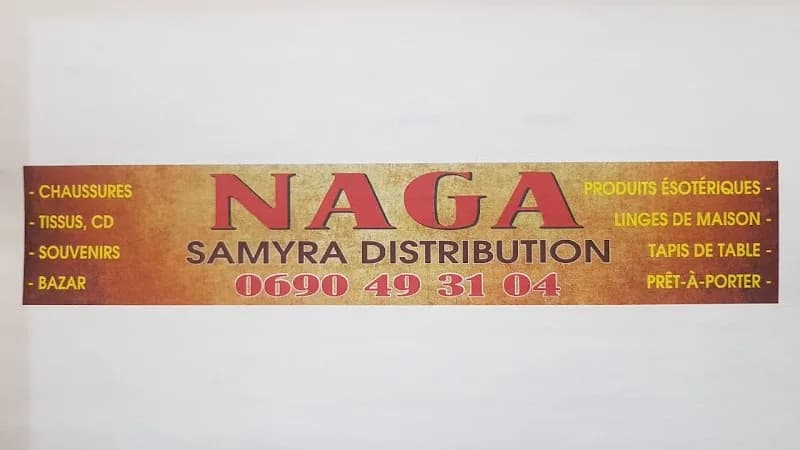 - CHAUSSURES
- TISSUS, CD
- SOUVENIRS
- BAZAR
NAGA
SAMYRA DISTRIBUTION
0690 49 31 04
PRODUITS ÉSOTÉRIQUES -
LINGES DE MAISON -
TAPIS DE TABLE -
PRÊT-À-PORTER -